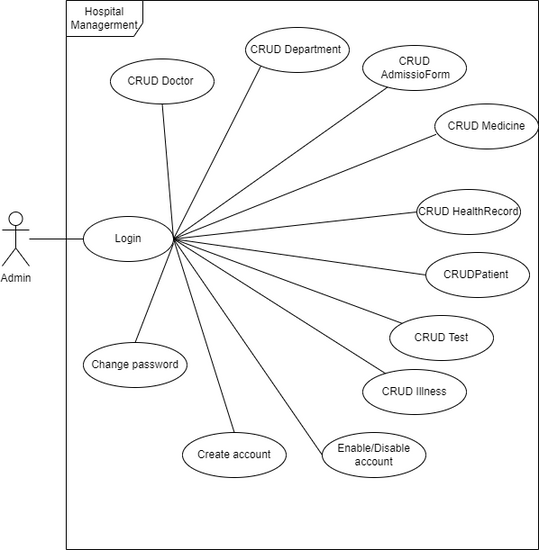 Hospital
Managerment
CRUD Department
CRUD
AdmissioForm
CRUD Doctor
CRUD Medicine
CRUD HealthRecord
Login
Admin
CRUDPatient
CRUD Test
Change password
CRUD Illness
Create account
Enable/Disable
account